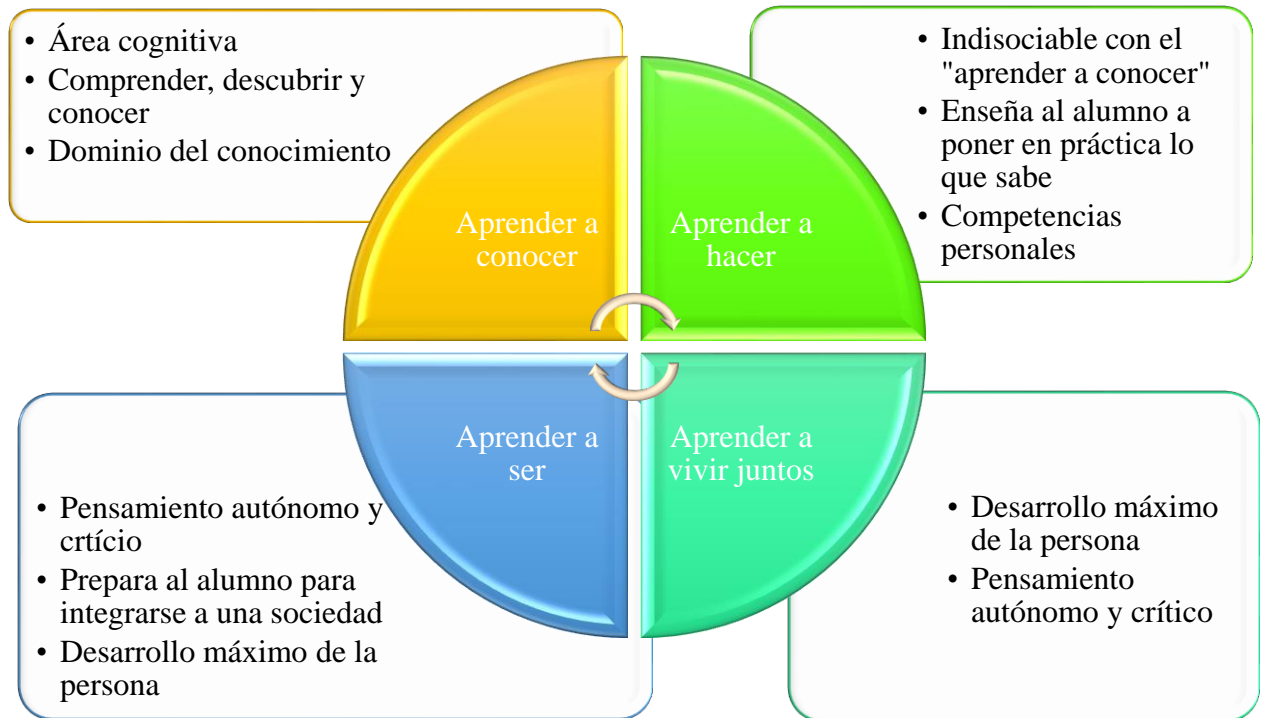 • Área cognitiva
• Comprender, descubrir y
conocer
• Dominio del conocimiento
• Indisociable con el
"aprender a conocer"
• Enseña al alumno a
poner en práctica lo
que sabe
• Competencias
personales
Aprender a
conocer
Aprender a
hacer
Aprender a
ser
Aprender a
vivir juntos
• Pensamiento autónomo y
crtício
• Prepara al alumno para
integrarse a una sociedad
• Desarrollo máximo de la
persona
• Desarrollo máximo
de la persona
• Pensamiento
autónomo y crítico